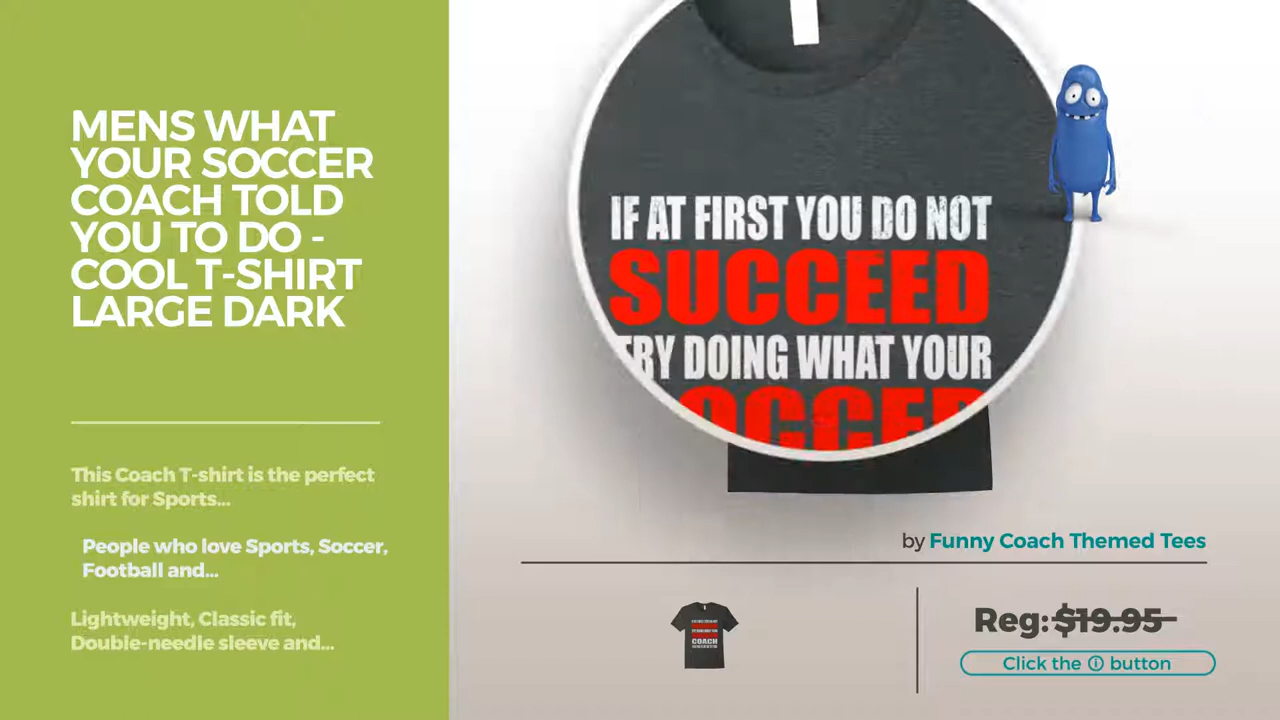 MENS WHAT
YOUR SOCCER
COACH TOLD
YOU TO DO -
COOL T-SHIRT
LARGE DARK
This Coach T-shirt is the perfect
shirt for Sports...
People who love Sports, Soccer,
Football and...
Lightweight, Classic fit,
Double-needle sleeve and...
IF AT FIRST YOU DO NOT
SUCCEED
TRY DOING WHAT YOUR
SOCCER
by Funny Coach Themed Tees
COACH
Reg: $19.95
Click the ⓘ button